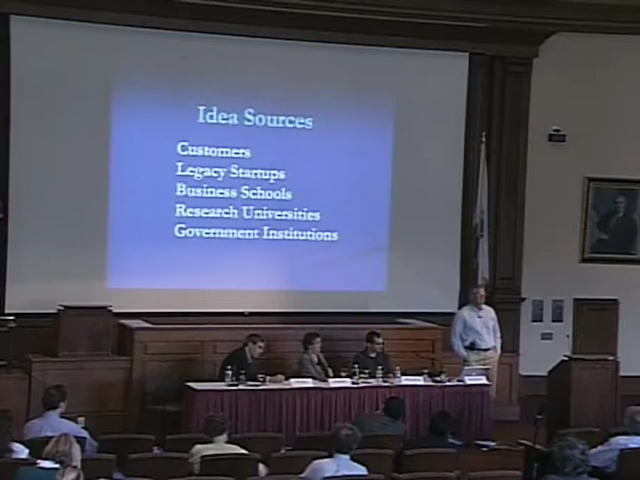 Idea Sources
Customers
Legacy Startups
Business Schools
Research Universities
Government Institutions